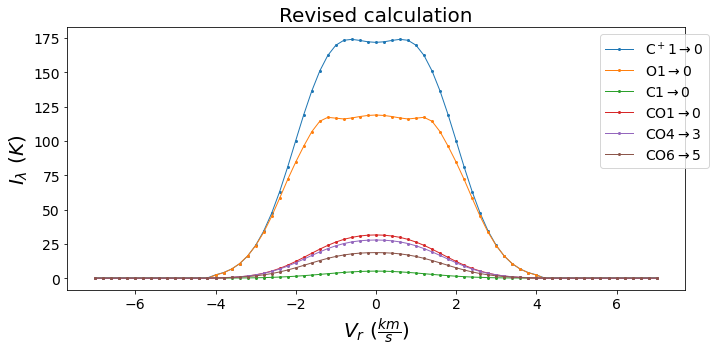 Revised calculation
I_λ (K)
175
150
125
100
75
50
25
0
−6 −4 −2 0 2 4 6
V_r (km/s)
C⁺1→0
O1→0
C1→0
CO1→0
CO4→3
CO6→5